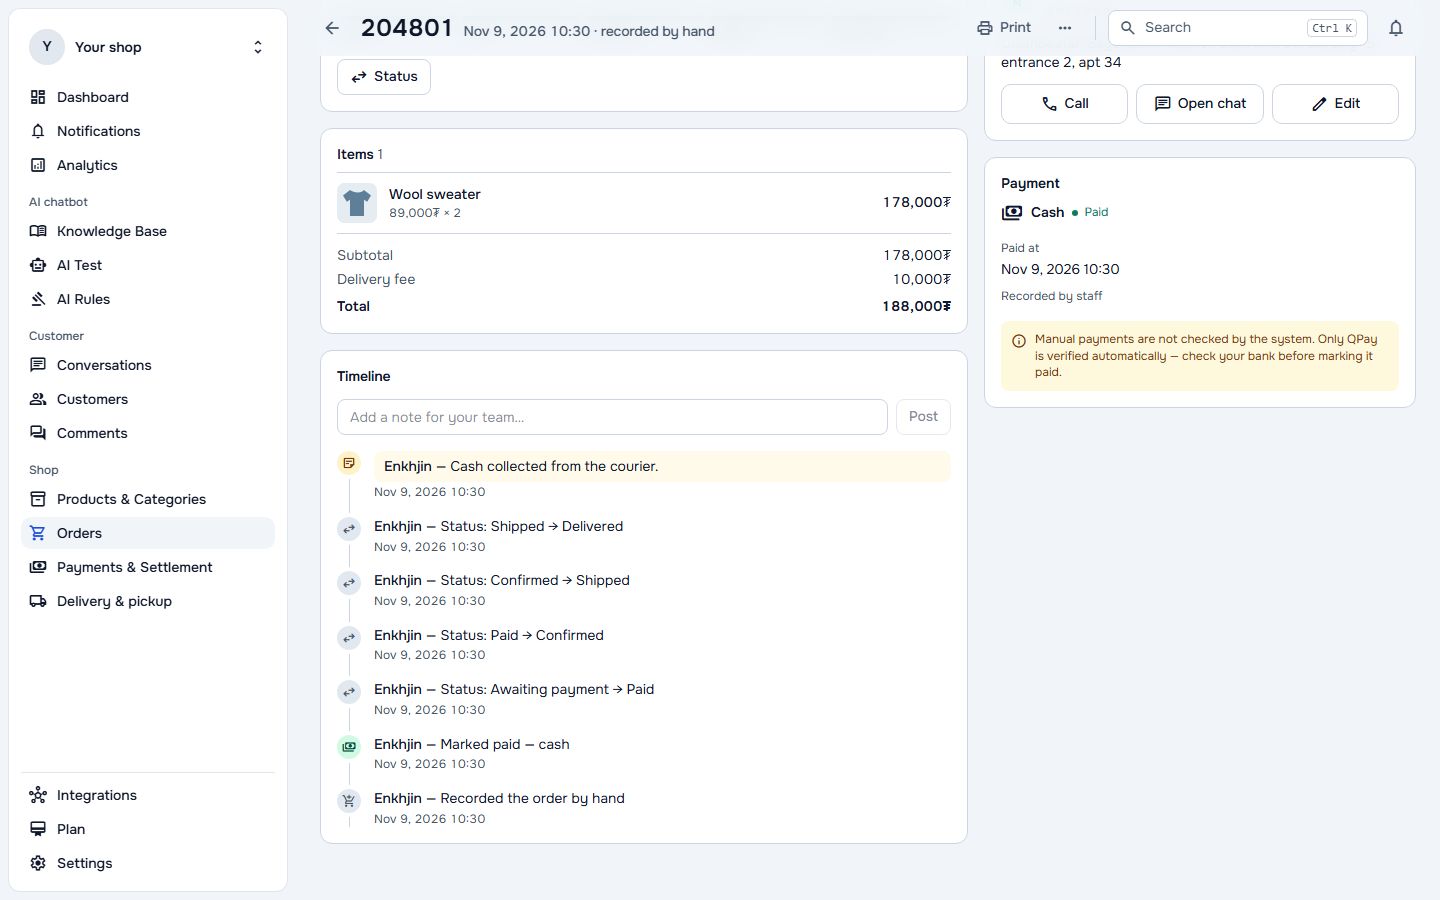 Y
Your shop
Dashboard
Notifications
Analytics
AI chatbot
Knowledge Base
AI Test
AI Rules
Customer
Conversations
Customers
Comments
Shop
Products & Categories
Orders
Payments & Settlement
Delivery & pickup
Integrations
Plan
Settings
204801 Nov 9, 2026 10:30 · recorded by hand
Print
Search Ctrl K
Status
Items 1
Wool sweater
89,000₮ × 2
178,000₮
Subtotal 178,000₮
Delivery fee 10,000₮
Total 188,000₮
Timeline
Add a note for your team...
Post
Enkhjin — Cash collected from the courier.
Nov 9, 2026 10:30
Enkhjin — Status: Shipped → Delivered
Nov 9, 2026 10:30
Enkhjin — Status: Confirmed → Shipped
Nov 9, 2026 10:30
Enkhjin — Status: Paid → Confirmed
Nov 9, 2026 10:30
Enkhjin — Status: Awaiting payment → Paid
Nov 9, 2026 10:30
Enkhjin — Marked paid — cash
Nov 9, 2026 10:30
Enkhjin — Recorded the order by hand
Nov 9, 2026 10:30
entrance 2, apt 34
Call
Open chat
Edit
Payment
Cash • Paid
Paid at
Nov 9, 2026 10:30
Recorded by staff
Manual payments are not checked by the system. Only QPay
is verified automatically — check your bank before marking it
paid.